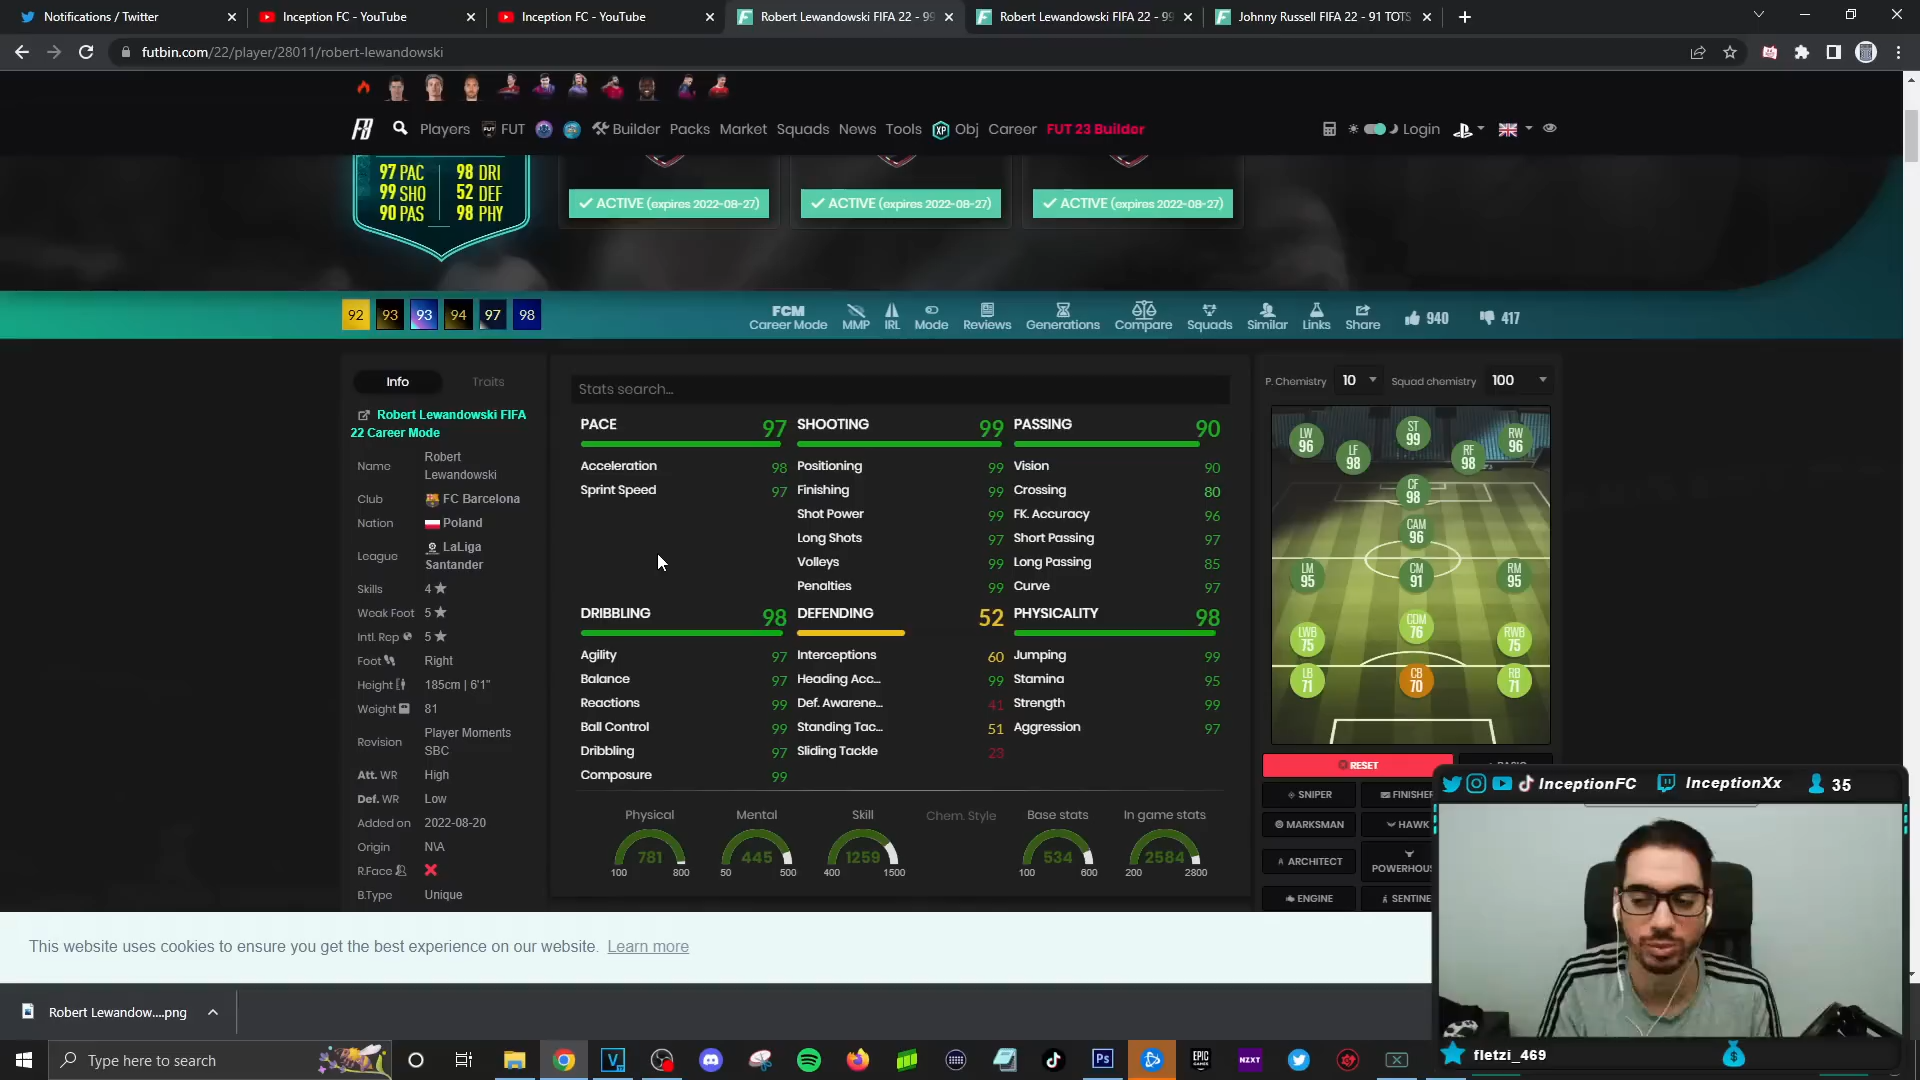 Notifications / Twitter
Inception FC - YouTube
Inception FC - YouTube
Robert Lewandowski FIFA 22 - 99
Robert Lewandowski FIFA 22 - 99
Johnny Russell FIFA 22 - 91 TOTS
futbin.com/22/player/28011/robert-lewandowski
Players FUT Builder Packs Market Squads News Tools XP Obj Career FUT 23 Builder Login
97 PAC 98 DRI
99 SHO 52 DEF
90 PAS 98 PHY
ACTIVE (expires 2022-08-27)
ACTIVE (expires 2022-08-27)
ACTIVE (expires 2022-08-27)
92 93 93 94 97 98
FCM
Career Mode MMP IRL Mode Reviews Generations Compare Squads Similar Links Share 940 417
Info Traits
Robert Lewandowski FIFA
22 Career Mode
Name Robert
Lewandowski
Club FC Barcelona
Nation Poland
League LaLiga
Santander
Skills 4
Weak Foot 5
Intl. Rep 5
Foot Right
Height 185cm | 6'1"
Weight 81
Revision Player Moments
SBC
Att. WR High
Def. WR Low
Added on 2022-08-20
Origin N\A
R.Face
B.Type Unique
Stats search...
PACE 97
Acceleration 98
Sprint Speed 97
SHOOTING 99
Positioning 99
Finishing 99
Shot Power 99
Long Shots 97
Volleys 99
Penalties 99
PASSING 90
Vision 90
Crossing 80
FK. Accuracy 96
Short Passing 97
Long Passing 85
Curve 97
DRIBBLING 98
Agility 97
Balance 97
Reactions 99
Ball Control 99
Dribbling 97
Composure 99
DEFENDING 52
Interceptions 60
Heading Acc... 99
Def. Awarene... 41
Standing Tac... 51
Sliding Tackle 23
PHYSICALITY 98
Jumping 99
Stamina 95
Strength 99
Aggression 97
Physical Mental Skill Chem. Style Base stats In game stats
781 445 1259 534 2584
100 800 50 500 400 1500 100 600 200 2800
P. Chemistry 10 Squad chemistry 100
LW 96
LF 98
ST 99
RF 98
RW 96
CF 98
CAM 96
LM 95
CM 91
RM 95
CDM 76
LWB 75
RWB 75
LB 71
CB 70
RB 71
RESET BASIC
SNIPER FINISHER
MARKSMAN HAWK
ARCHITECT POWERHOUS
ENGINE SENTINE
InceptionFC InceptionXx 35
This website uses cookies to ensure you get the best experience on our website. Learn more
Robert Lewandow....png
Type here to search
EPIC
GAMES
NZXT
Ps
fletzi_469